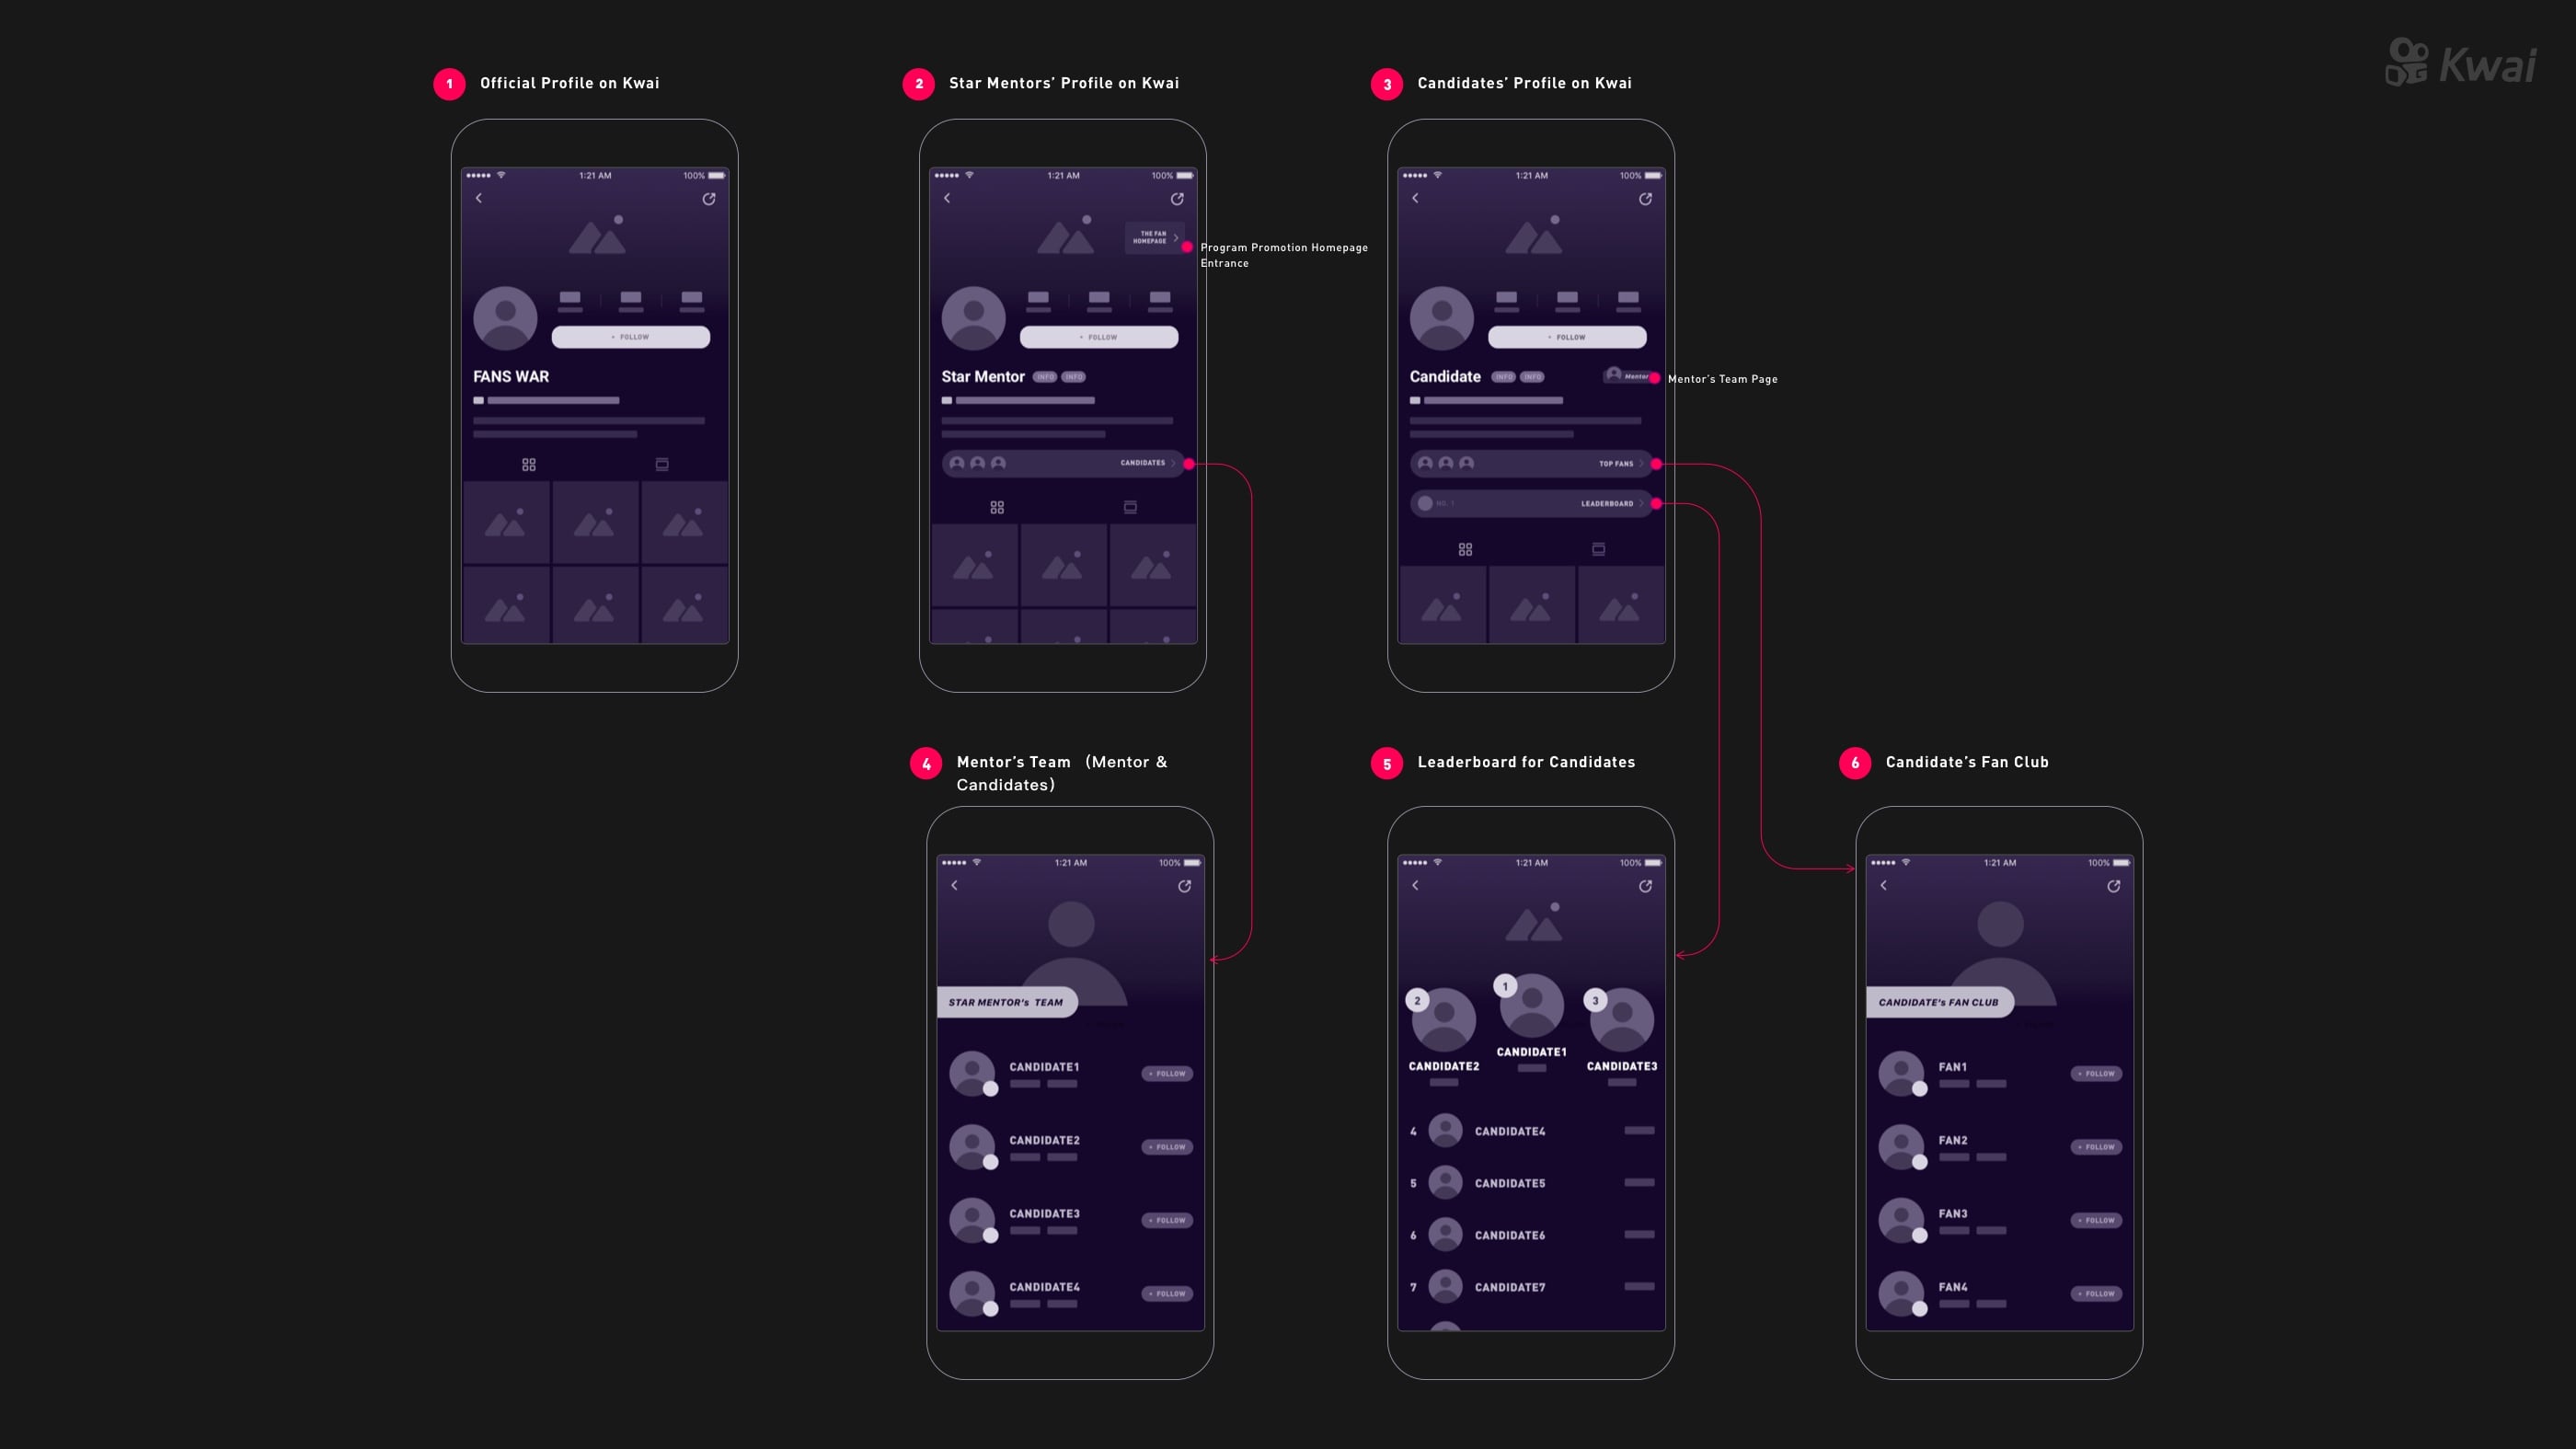 Kwai
1 Official Profile on Kwai
1:21 AM 100%
+ FOLLOW
FANS WAR
2 Star Mentors’ Profile on Kwai
1:21 AM 100%
THE FAN
HOMEPAGE
Program Promotion Homepage
Entrance
+ FOLLOW
Star Mentor INFO INFO
CANDIDATES
3 Candidates’ Profile on Kwai
1:21 AM 100%
+ FOLLOW
Candidate INFO INFO Mentor
Mentor’s Team Page
TOP FANS
NO. 1 LEADERBOARD
4 Mentor’s Team （Mentor &
Candidates）
1:21 AM 100%
STAR MENTOR's TEAM
CANDIDATE1
+ FOLLOW
CANDIDATE2
+ FOLLOW
CANDIDATE3
+ FOLLOW
CANDIDATE4
+ FOLLOW
5 Leaderboard for Candidates
1:21 AM 100%
2 1 3
CANDIDATE2 CANDIDATE1 CANDIDATE3
4 CANDIDATE4
5 CANDIDATE5
6 CANDIDATE6
7 CANDIDATE7
6 Candidate’s Fan Club
1:21 AM 100%
CANDIDATE's FAN CLUB
FAN1
+ FOLLOW
FAN2
+ FOLLOW
FAN3
+ FOLLOW
FAN4
+ FOLLOW